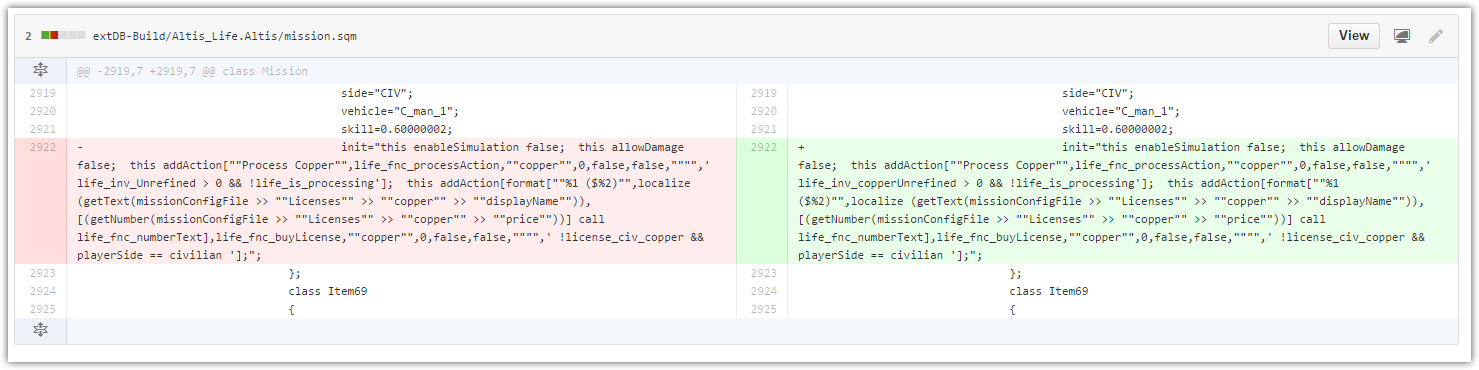 2 extDB-Build/Altis_Life.Altis/mission.sqm View
@@ -2919,7 +2919,7 @@ class Mission
2919 side="CIV";
2920 vehicle="C_man_1";
2921 skill=0.60000002;
2922 - init="this enableSimulation false;  this allowDamage
false;  this addAction[""Process Copper"",life_fnc_processAction,""copper"",0,false,false,"""",'
life_inv_Unrefined > 0 && !life_is_processing'];  this addAction[format[""%1 ($%2)"",localize
(getText(missionConfigFile >> ""Licenses"" >> ""copper"" >> ""displayName"")),
[(getNumber(missionConfigFile >> ""Licenses"" >> ""copper"" >> ""price""))] call
life_fnc_numberText],life_fnc_buyLicense,""copper"",0,false,false,"""",' !license_civ_copper &&
playerSide == civilian '];";
2923 };
2924 class Item69
2925 {
2919 side="CIV";
2920 vehicle="C_man_1";
2921 skill=0.60000002;
2922 + init="this enableSimulation false;  this allowDamage
false;  this addAction[""Process Copper"",life_fnc_processAction,""copper"",0,false,false,"""",'
life_inv_copperUnrefined > 0 && !life_is_processing'];  this addAction[format[""%1
($%2)"",localize (getText(missionConfigFile >> ""Licenses"" >> ""copper"" >> ""displayName"")),
[(getNumber(missionConfigFile >> ""Licenses"" >> ""copper"" >> ""price""))] call
life_fnc_numberText],life_fnc_buyLicense,""copper"",0,false,false,"""",' !license_civ_copper &&
playerSide == civilian '];";
2923 };
2924 class Item69
2925 {